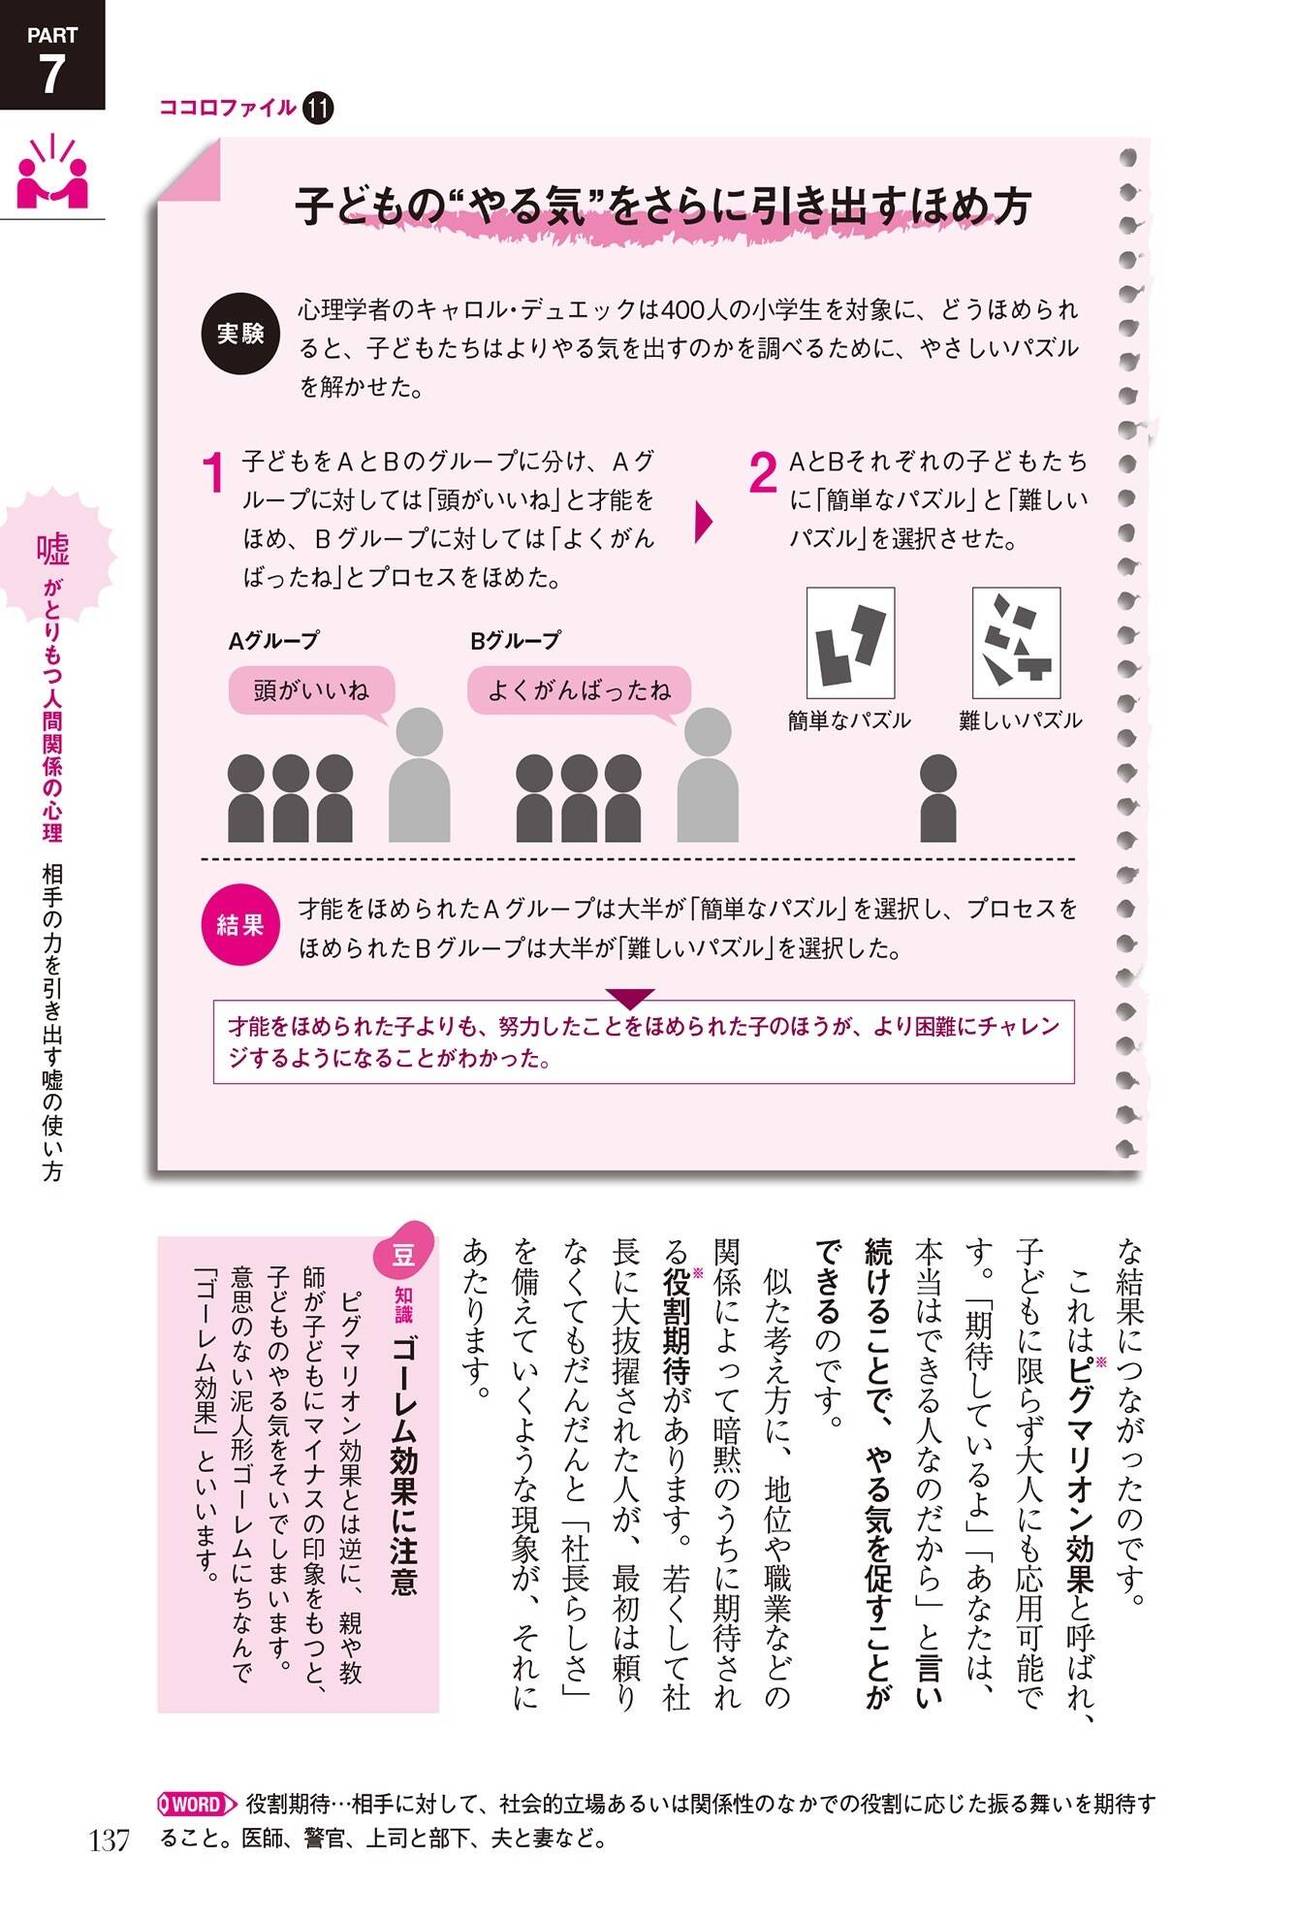 PART
7
ココロファイル11
子どもの“やる気”をさらに引き出すほめ方
実験
心理学者のキャロル・デュエックは400人の小学生を対象に、どうほめられ
ると、子どもたちはよりやる気を出すのかを調べるために、やさしいパズル
を解かせた。
1
子どもをAとBのグループに分け、Aグ
ループに対しては「頭がいいね」と才能を
ほめ、Bグループに対しては「よくがん
ばったね」とプロセスをほめた。
Aグループ
頭がいいね
Bグループ
よくがんばったね
2
AとBそれぞれの子どもたち
に「簡単なパズル」と「難しい
パズル」を選択させた。
簡単なパズル
難しいパズル
結果
才能をほめられたAグループは大半が「簡単なパズル」を選択し、プロセスを
ほめられたBグループは大半が「難しいパズル」を選択した。
才能をほめられた子よりも、努力したことをほめられた子のほうが、より困難にチャレン
ジするようになることがわかった。
嘘がとりもつ人間関係の心理 相手の力を引き出す嘘の使い方
な結果につながったのです。
これはピグマリオン効果※と呼ばれ、
子どもに限らず大人にも応用可能で
す。「期待しているよ」「あなたは、
本当はできる人なのだから」と言い
続けることで、やる気を促すことが
できるのです。
似た考え方に、地位や職業などの
関係によって暗黙のうちに期待され
る役割期待※があります。若くして社
長に大抜擢された人が、最初は頼り
なくてもだんだんと「社長らしさ」
を備えていくような現象が、それに
あたります。
豆知識 ゴーレム効果に注意
ピグマリオン効果とは逆に、親や教
師が子どもにマイナスの印象をもつと、
子どものやる気をそいでしまいます。
意思のない泥人形ゴーレムにちなんで
「ゴーレム効果」といいます。
WORD 役割期待…相手に対して、社会的立場あるいは関係性のなかでの役割に応じた振る舞いを期待す
ること。医師、警官、上司と部下、夫と妻など。
137